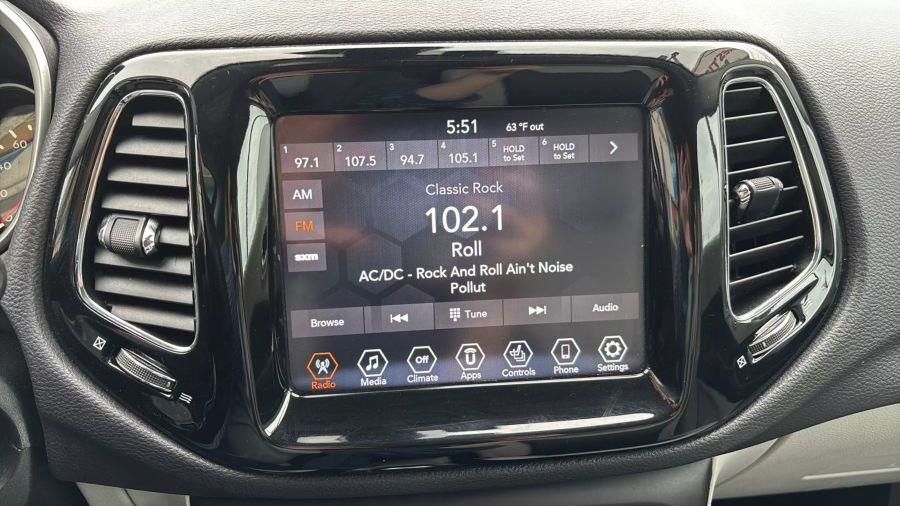 5:51 63 °F out
1 97.1 2 107.5 3 94.7 4 105.1 5 HOLD to Set 6 HOLD to Set
AM
FM
sxm
Classic Rock
102.1
Roll
AC/DC - Rock And Roll Ain't Noise
Pollut
Browse Tune Audio
Off
Radio Media Climate Apps Controls Phone Settings
60